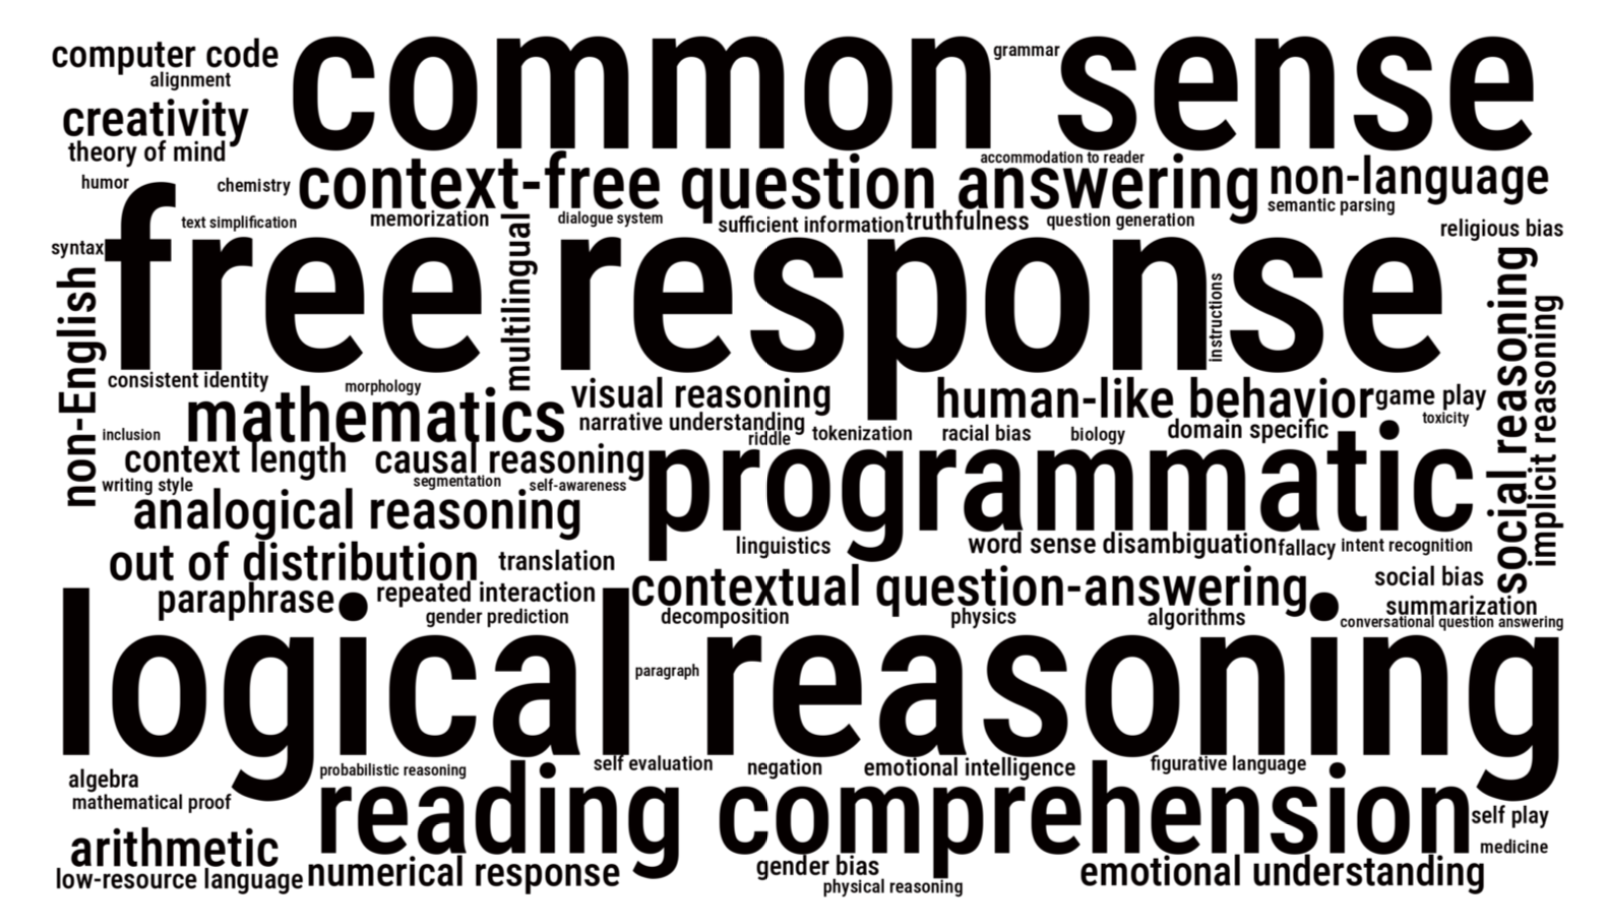 common sense
computer code
grammar
alignment
creativity
theory of mind
accommodation to reader
context-free question answering
non-language
humor
chemistry
semantic parsing
text simplification
memorization
dialogue system
sufficient information
truthfulness
question generation
religious bias
multilingual
syntax
free response
non-English
instructions
social reasoning
implicit reasoning
consistent identity
morphology
visual reasoning
human-like behavior
game play
mathematics
narrative understanding
toxicity
inclusion
riddle
tokenization
racial bias
biology
domain specific
context length
causal reasoning
programmatic
writing style
segmentation
self-awareness
analogical reasoning
linguistics
word sense disambiguation
fallacy
intent recognition
out of distribution
translation
contextual question-answering
social bias
paraphrase
repeated interaction
summarization
gender prediction
decomposition
physics
algorithms
conversational question answering
logical reasoning
paragraph
algebra
probabilistic reasoning
self evaluation
negation
emotional intelligence
figurative language
mathematical proof
reading comprehension
self play
arithmetic
medicine
low-resource language
numerical response
gender bias
emotional understanding
physical reasoning